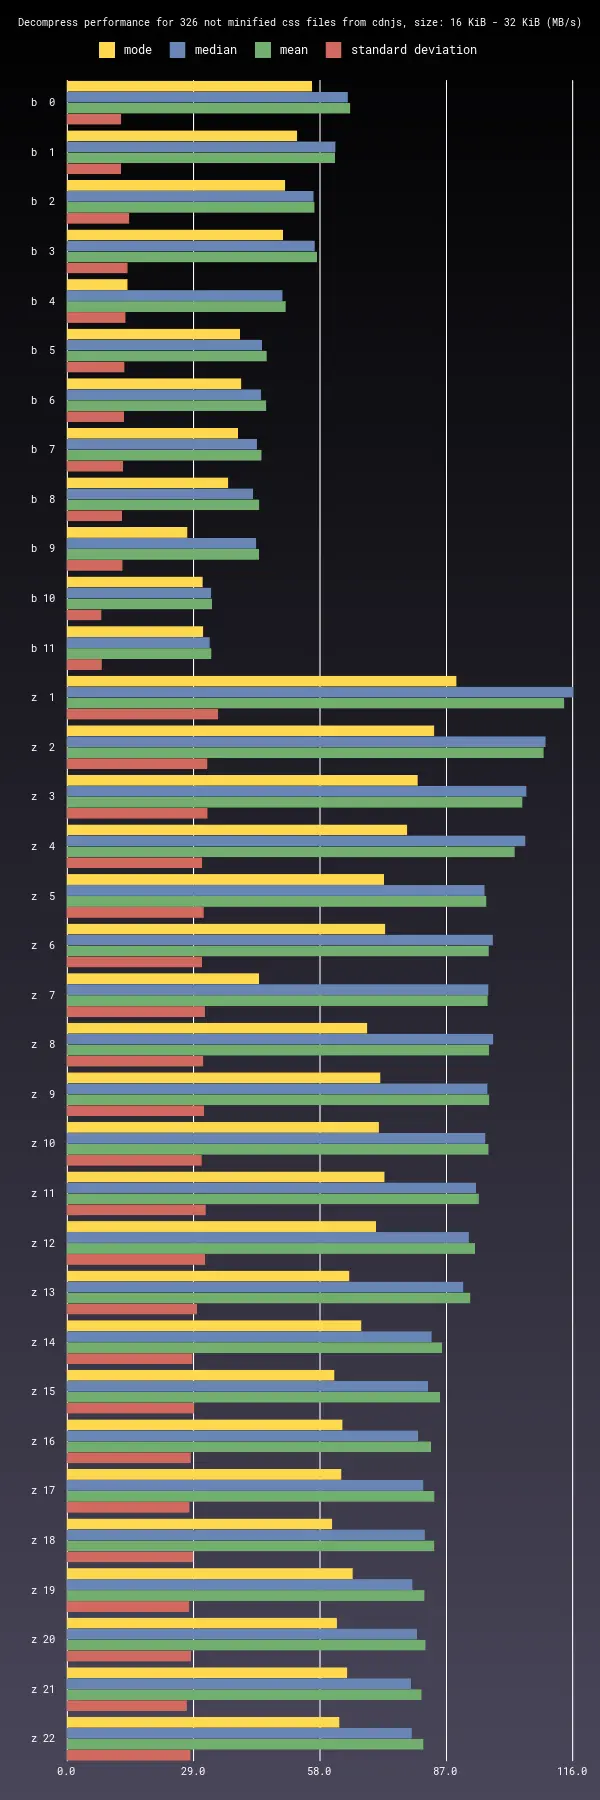 Decompress performance for 326 not minified css files from cdnjs, size: 16 KiB - 32 KiB (MB/s)
mode median mean standard deviation
b 0
b 1
b 2
b 3
b 4
b 5
b 6
b 7
b 8
b 9
b 10
b 11
z 1
z 2
z 3
z 4
z 5
z 6
z 7
z 8
z 9
z 10
z 11
z 12
z 13
z 14
z 15
z 16
z 17
z 18
z 19
z 20
z 21
z 22
0.0 29.0 58.0 87.0 116.0